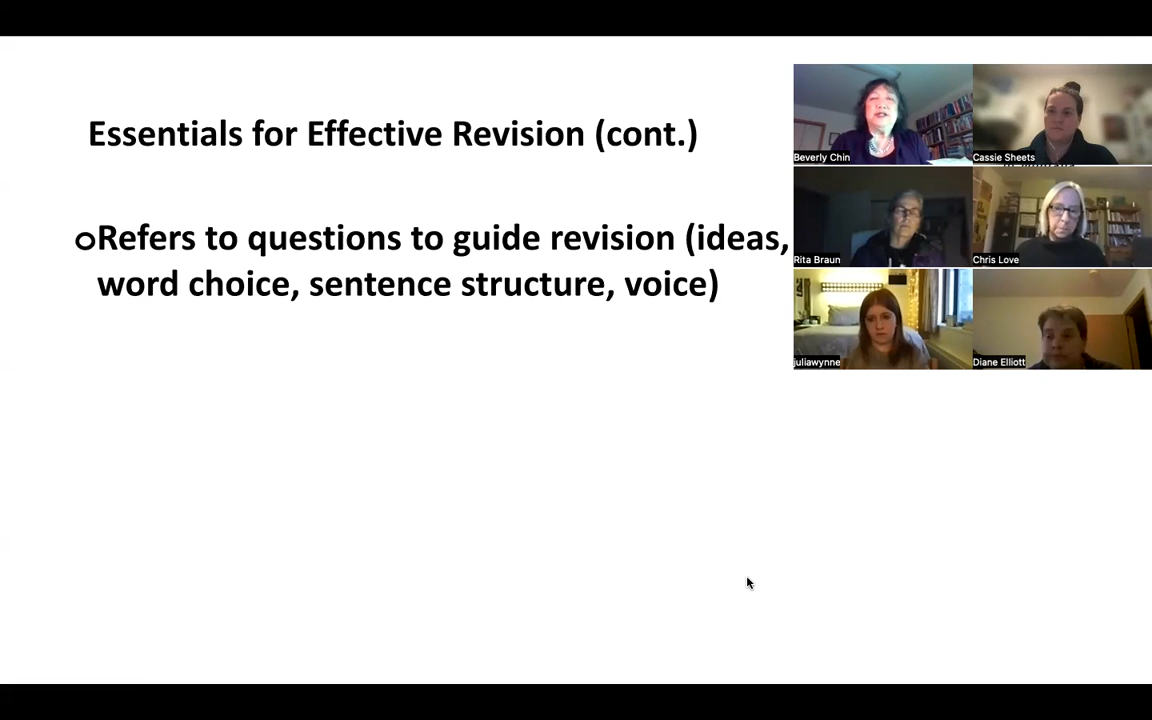 Essentials for Effective Revision (cont.)
oRefers to questions to guide revision (ideas,
word choice, sentence structure, voice)
Beverly Chin
Cassie Sheets
Rita Braun
Chris Love
juliawynne
Diane Elliott